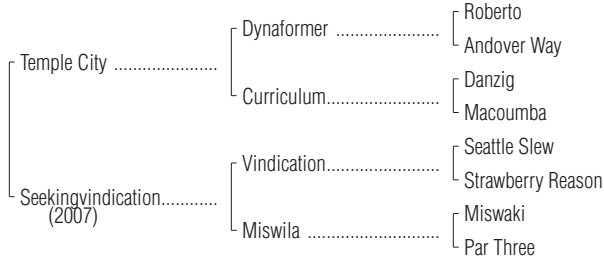 Roberto
Dynaformer ....................
Andover Way
Temple City ....................
Danzig
Curriculum......................
Macoumba
Seattle Slew
Vindication......................
Strawberry Reason
Seekingvindication...........
(2007)
Miswaki
Miswila .........................
Par Three